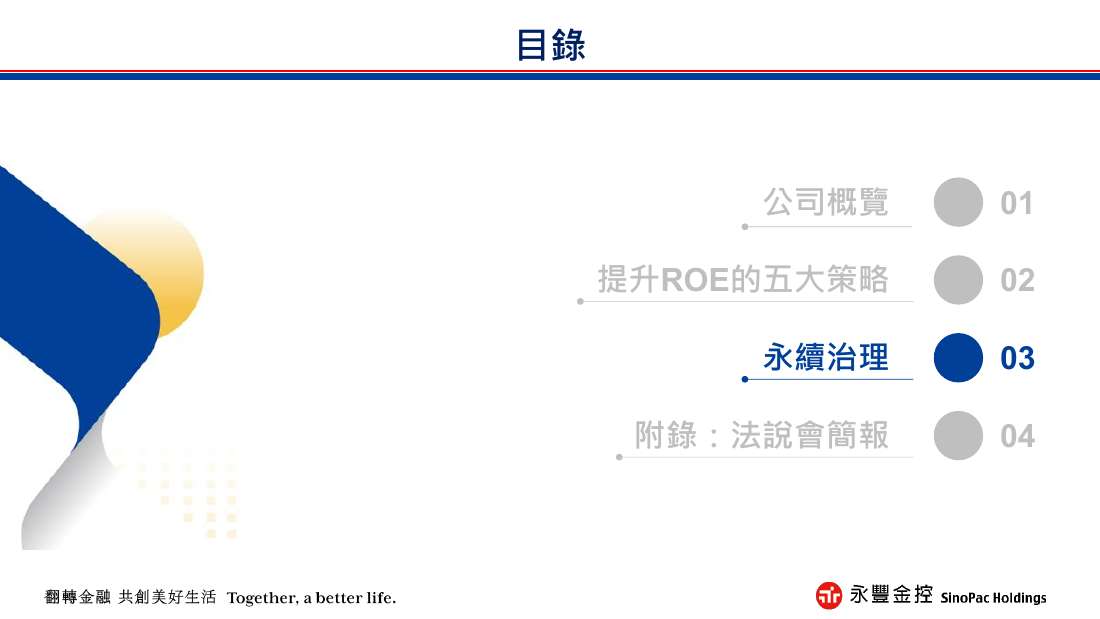 目錄
公司概覽 01
提升ROE的五大策略 02
永續治理 03
附錄：法說會簡報 04
翻轉金融 共創美好生活 Together, a better life.
永豐金控 SinoPac Holdings